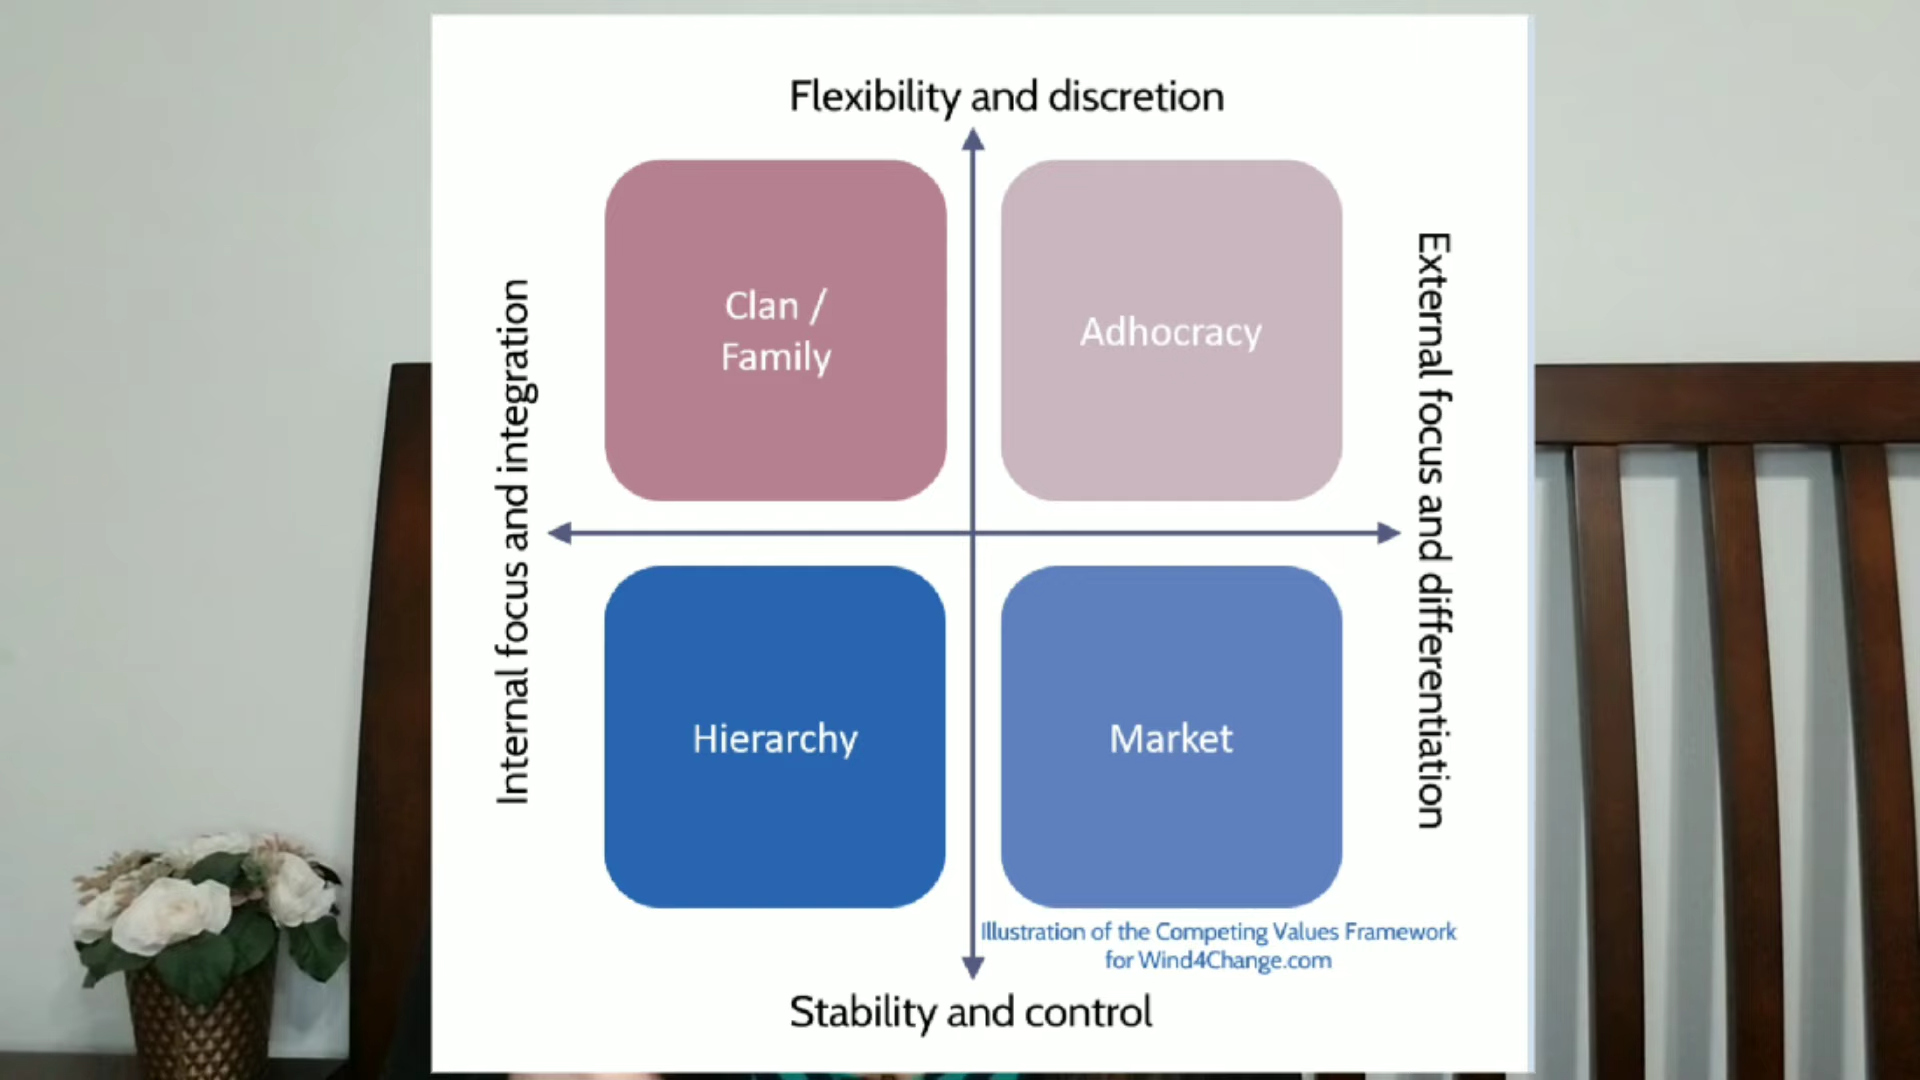 Flexibility and discretion
Internal focus and integration
Clan /
Family
Adhocracy
External focus and differentiation
Hierarchy
Market
Illustration of the Competing Values Framework
for Wind4Change.com
Stability and control